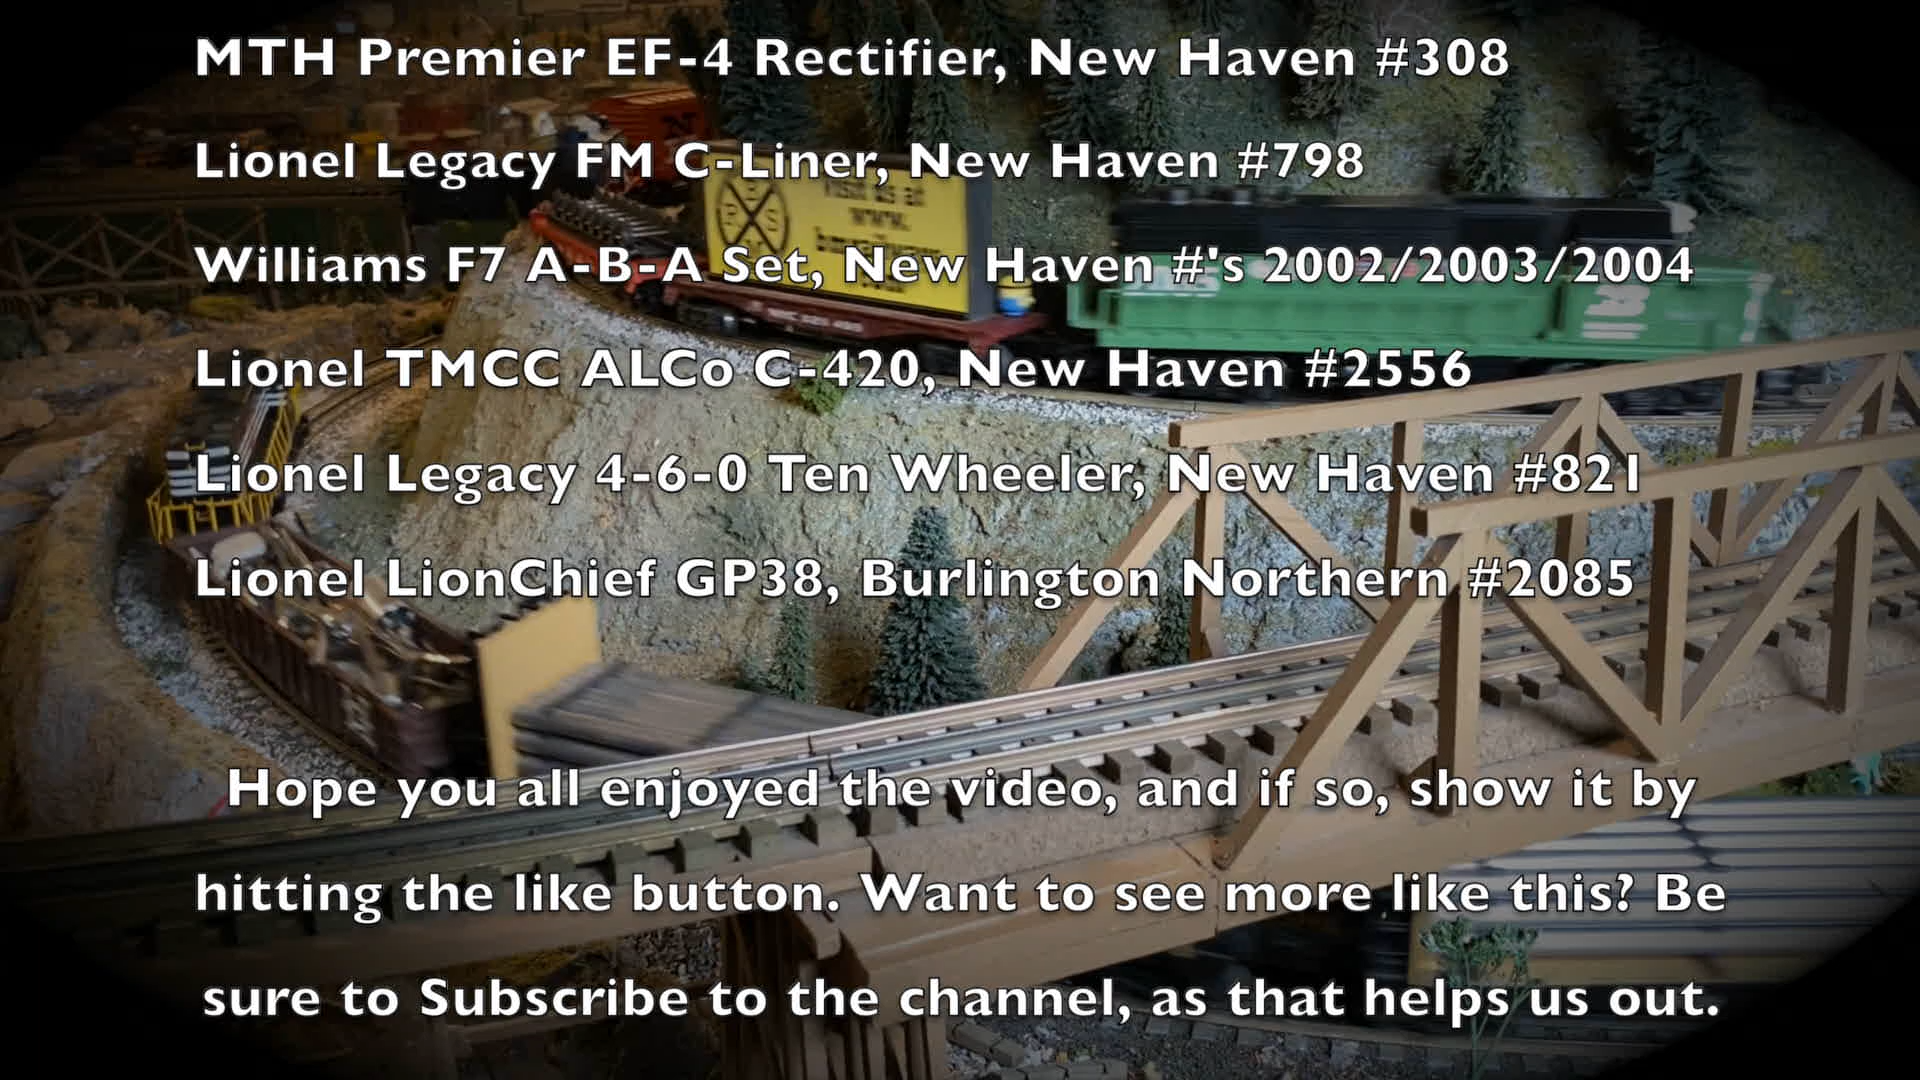 MTH Premier EF-4 Rectifier, New Haven #308
Lionel Legacy FM C-Liner, New Haven #798
Williams F7 A-B-A Set, New Haven #'s 2002/2003/2004
Lionel TMCC ALCo C-420, New Haven #2556
Lionel Legacy 4-6-0 Ten Wheeler, New Haven #821
Lionel LionChief GP38, Burlington Northern #2085
Hope you all enjoyed the video, and if so, show it by
hitting the like button. Want to see more like this? Be
sure to Subscribe to the channel, as that helps us out.
Visit us at
www.